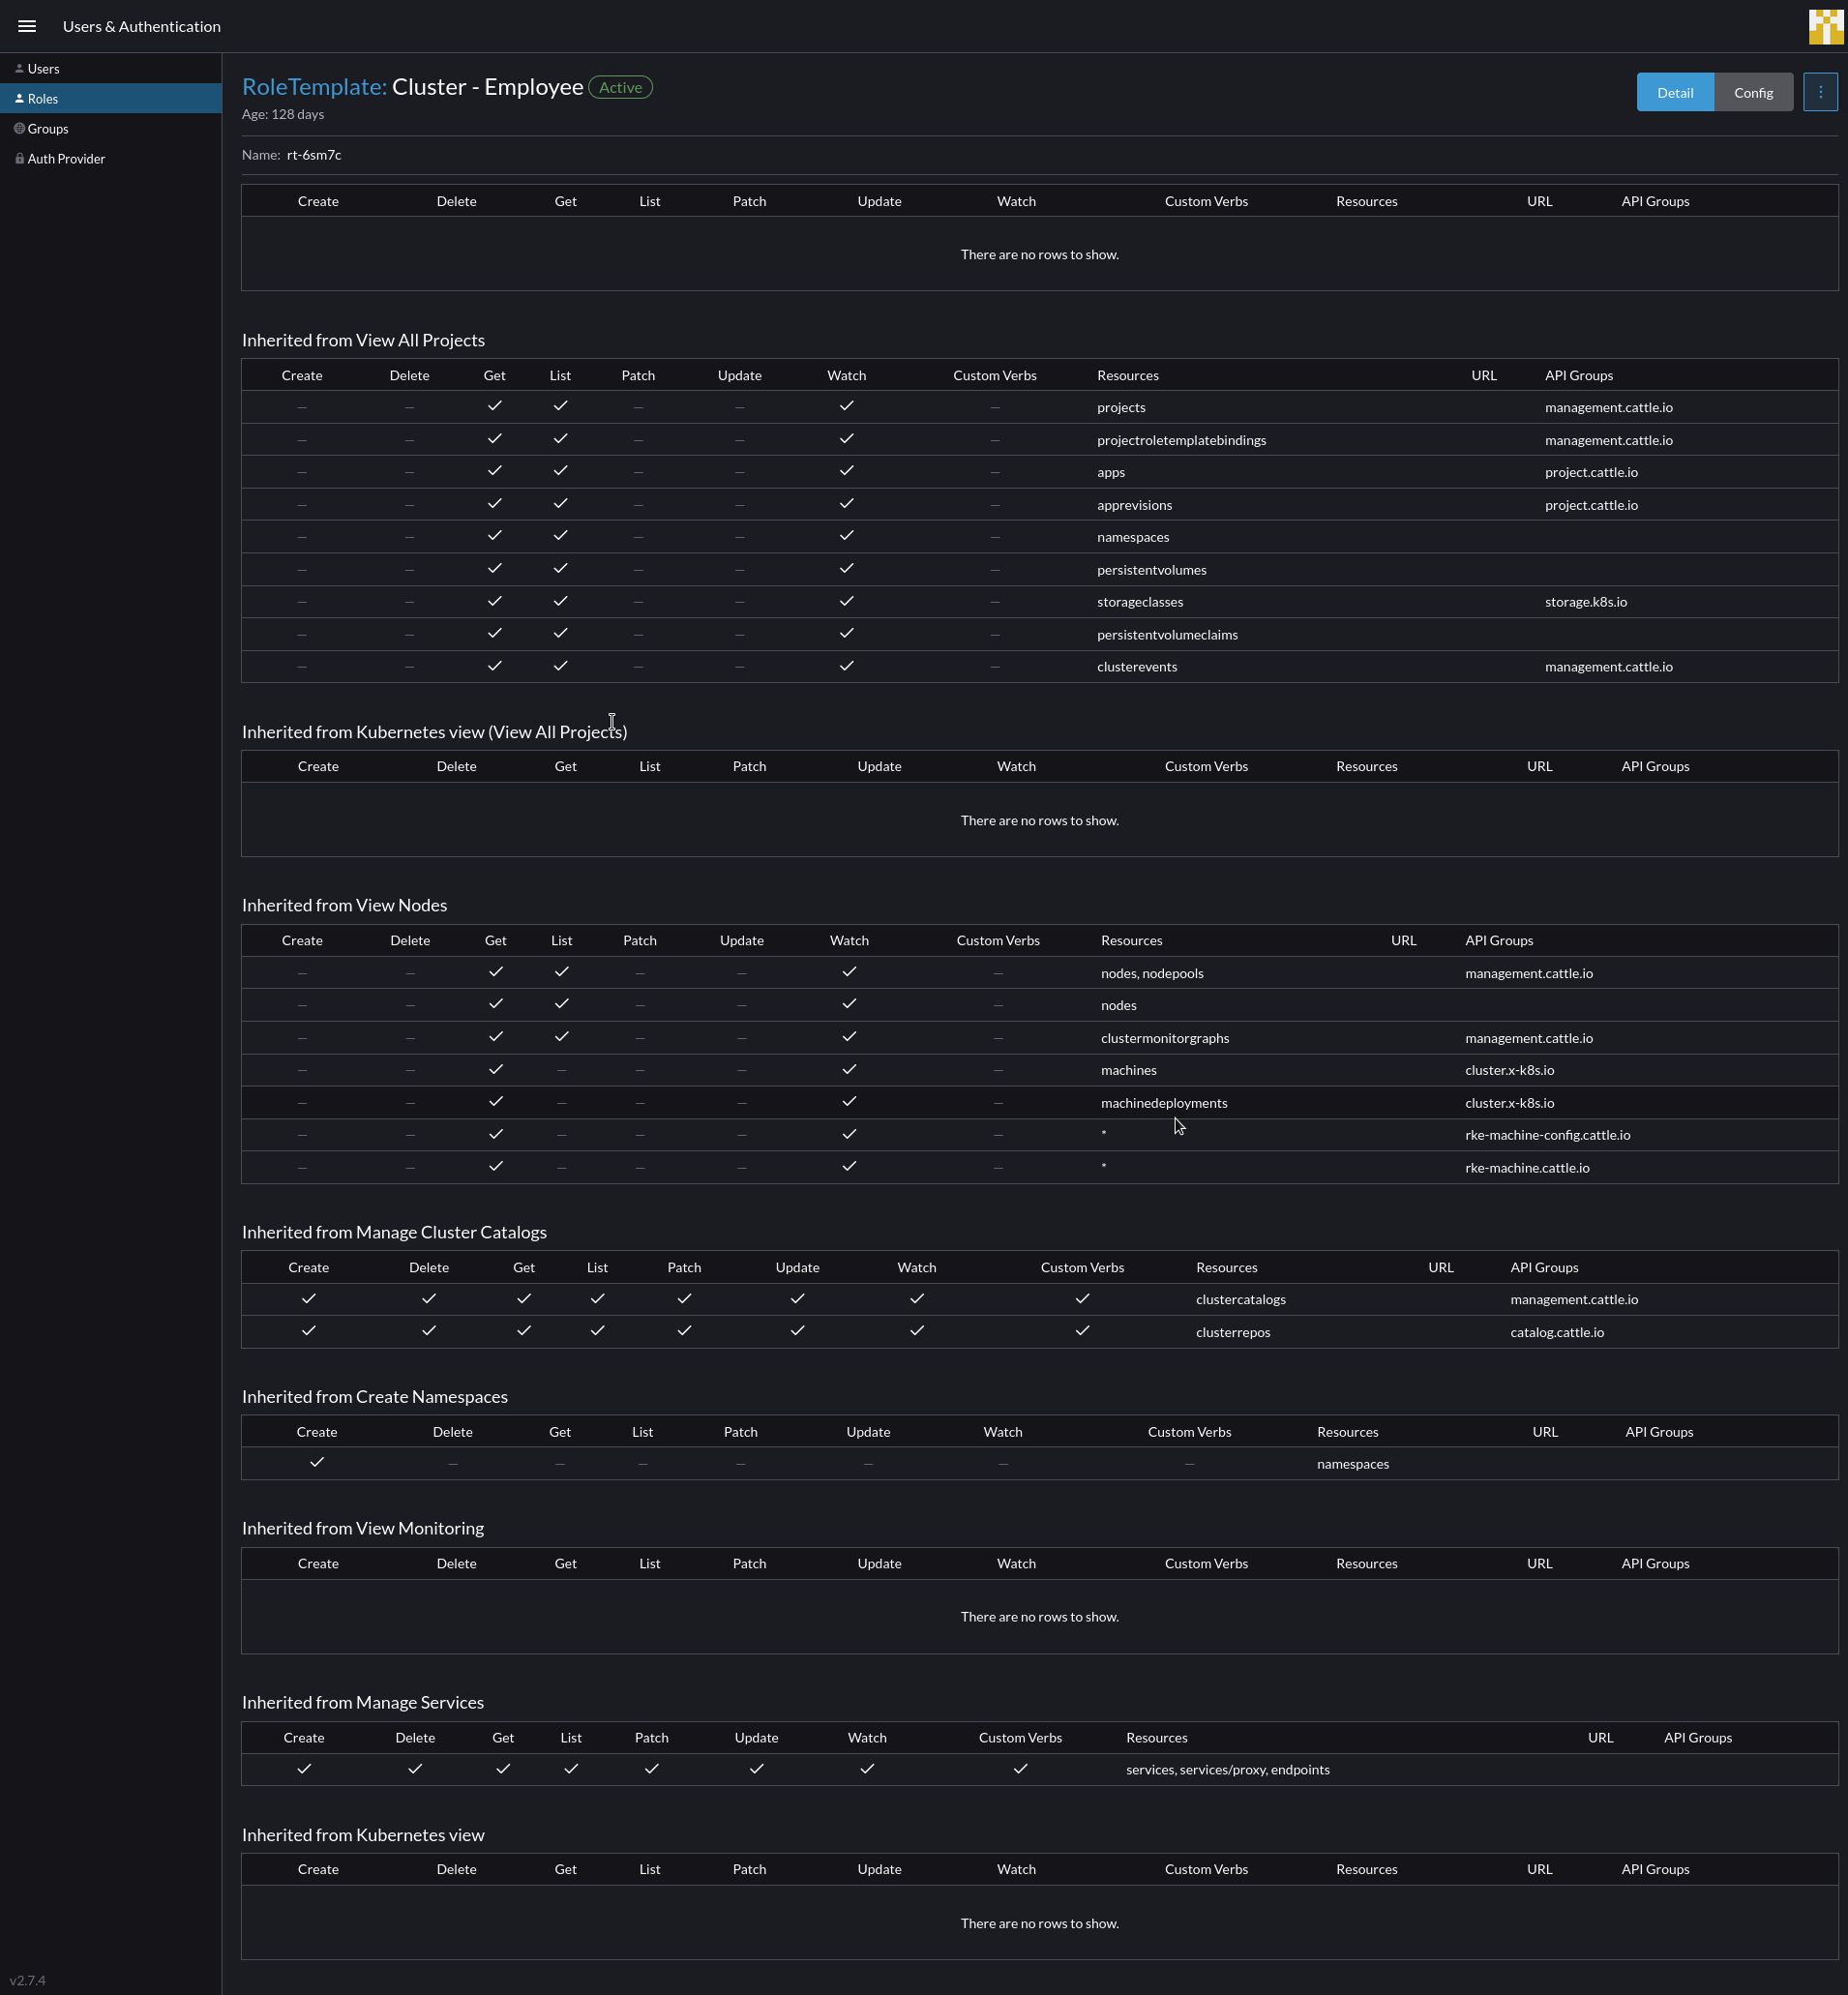 Users & Authentication
Users
Roles
Groups
Auth Provider
RoleTemplate: Cluster - Employee Active
Age: 128 days
Detail Config
Name: rt-6sm7c
Create Delete Get List Patch Update Watch Custom Verbs Resources URL API Groups
There are no rows to show.
Inherited from View All Projects
Create Delete Get List Patch Update Watch Custom Verbs Resources URL API Groups
— — ✓ ✓ — — ✓ — projects management.cattle.io
— — ✓ ✓ — — ✓ — projectroletemplatebindings management.cattle.io
— — ✓ ✓ — — ✓ — apps project.cattle.io
— — ✓ ✓ — — ✓ — apprevisions project.cattle.io
— — ✓ ✓ — — ✓ — namespaces
— — ✓ ✓ — — ✓ — persistentvolumes
— — ✓ ✓ — — ✓ — storageclasses storage.k8s.io
— — ✓ ✓ — — ✓ — persistentvolumeclaims
— — ✓ ✓ — — ✓ — clusterevents management.cattle.io
Inherited from Kubernetes view (View All Projects)
Create Delete Get List Patch Update Watch Custom Verbs Resources URL API Groups
There are no rows to show.
Inherited from View Nodes
Create Delete Get List Patch Update Watch Custom Verbs Resources URL API Groups
— — ✓ ✓ — — ✓ — nodes, nodepools management.cattle.io
— — ✓ ✓ — — ✓ — nodes
— — ✓ ✓ — — ✓ — clustermonitorgraphs management.cattle.io
— — ✓ — — — ✓ — machines cluster.x-k8s.io
— — ✓ — — — ✓ — machinedeployments cluster.x-k8s.io
— — ✓ — — — ✓ — * rke-machine-config.cattle.io
— — ✓ — — — ✓ — * rke-machine.cattle.io
Inherited from Manage Cluster Catalogs
Create Delete Get List Patch Update Watch Custom Verbs Resources URL API Groups
✓ ✓ ✓ ✓ ✓ ✓ ✓ ✓ clustercatalogs management.cattle.io
✓ ✓ ✓ ✓ ✓ ✓ ✓ ✓ clusterrepos catalog.cattle.io
Inherited from Create Namespaces
Create Delete Get List Patch Update Watch Custom Verbs Resources URL API Groups
✓ — — — — — — — namespaces
Inherited from View Monitoring
Create Delete Get List Patch Update Watch Custom Verbs Resources URL API Groups
There are no rows to show.
Inherited from Manage Services
Create Delete Get List Patch Update Watch Custom Verbs Resources URL API Groups
✓ ✓ ✓ ✓ ✓ ✓ ✓ ✓ services, services/proxy, endpoints
Inherited from Kubernetes view
Create Delete Get List Patch Update Watch Custom Verbs Resources URL API Groups
There are no rows to show.
v2.7.4